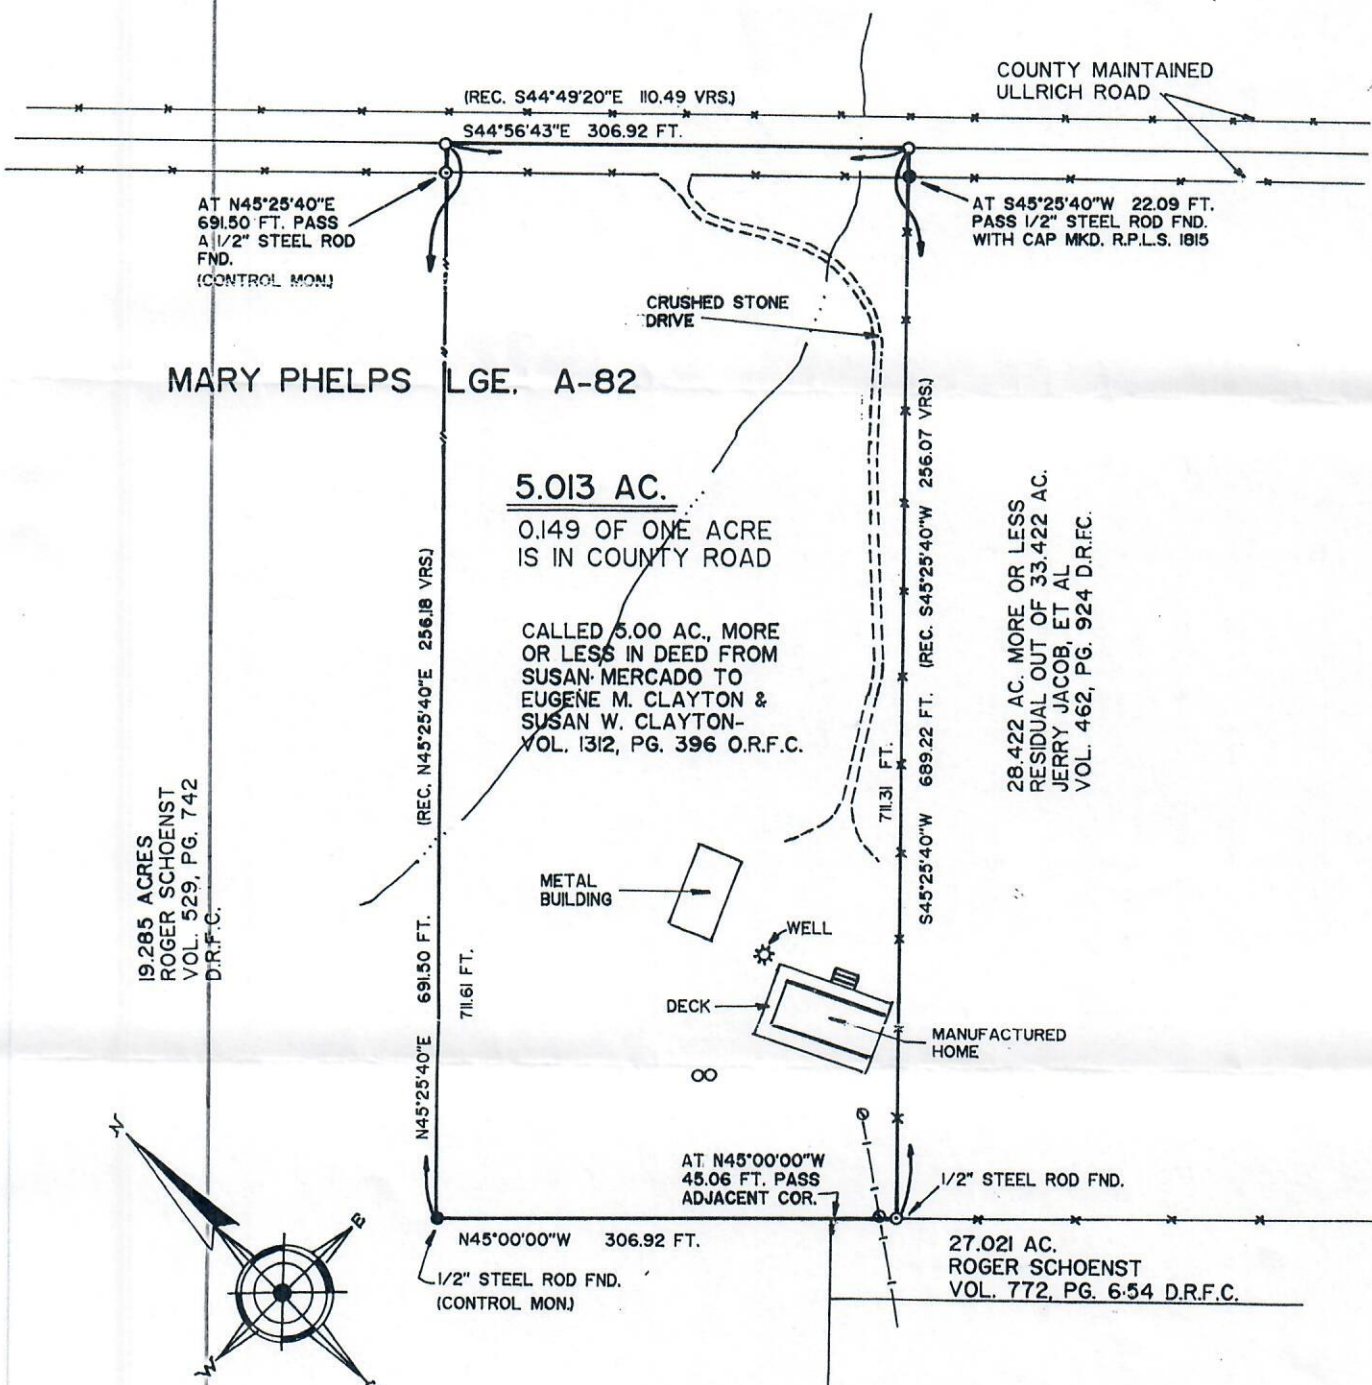 COUNTY MAINTAINED
ULLRICH ROAD
(REC. S44°49'20"E 110.49 VRS.)
S44°56'43"E 306.92 FT.
AT N45°25'40"E
691.50 FT. PASS
A 1/2" STEEL ROD
FND.
(CONTROL MON.)
AT S45°25'40"W 22.09 FT.
PASS 1/2" STEEL ROD FND.
WITH CAP MKD. R.P.L.S. 1815
CRUSHED STONE
DRIVE
MARY PHELPS LGE. A-82
5.013 AC.
0.149 OF ONE ACRE
IS IN COUNTY ROAD
CALLED 5.00 AC., MORE
OR LESS IN DEED FROM
SUSAN MERCADO TO
EUGENE M. CLAYTON &
SUSAN W. CLAYTON-
VOL. 1312, PG. 396 O.R.F.C.
N45°25'40"E 691.50 FT. (REC. N45°25'40"E 256.18 VRS.)
711.61 FT.
S45°25'40"W 689.22 FT. (REC. S45°25'40"W 256.07 VRS.)
711.31 FT.
28.422 AC. MORE OR LESS
RESIDUAL OUT OF 33.422 AC.
JERRY JACOB, ET AL
VOL. 462, PG. 924 D.R.F.C.
19.285 ACRES
ROGER SCHOENST
VOL. 529, PG. 742
D.R.F.C.
METAL
BUILDING
WELL
DECK
MANUFACTURED
HOME
AT N45°00'00"W
45.06 FT. PASS
ADJACENT COR.
1/2" STEEL ROD FND.
N45°00'00"W 306.92 FT.
1/2" STEEL ROD FND.
(CONTROL MON.)
27.021 AC.
ROGER SCHOENST
VOL. 772, PG. 654 D.R.F.C.
N
E
W